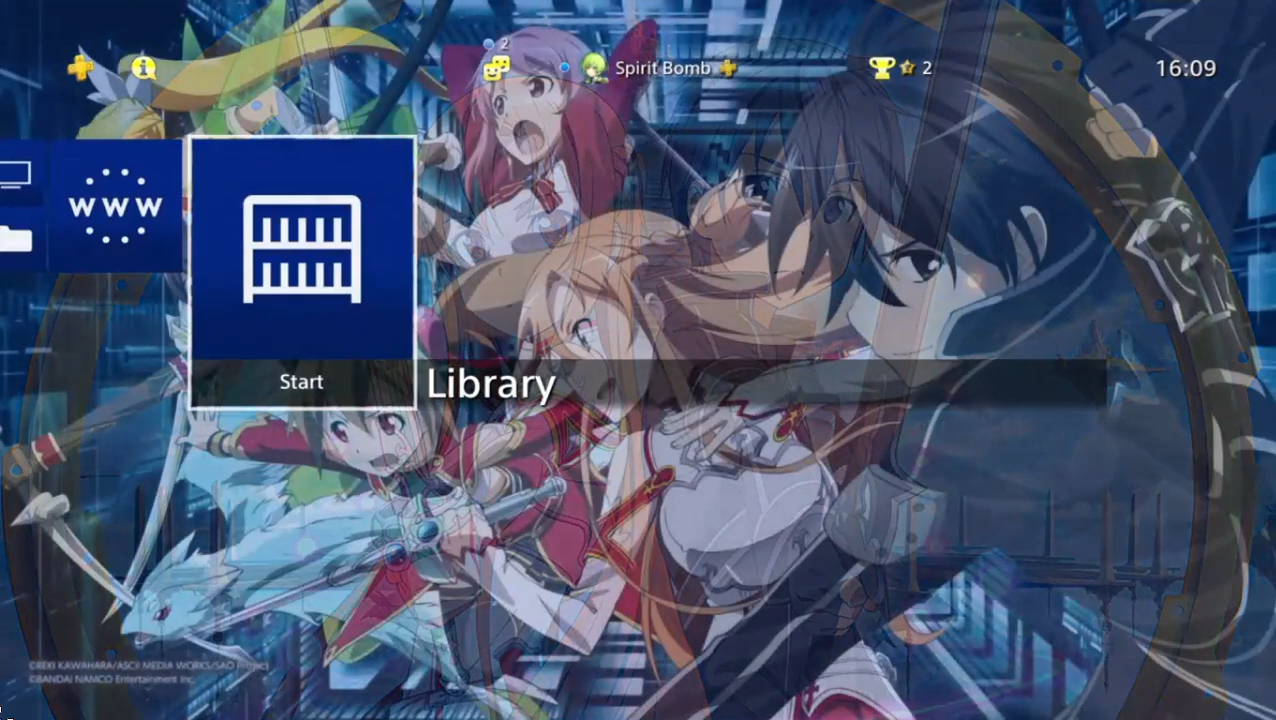 2
Spirit Bomb
2
16:09
WWW
Start
Library
©REKI KAWAHARA/ASCII MEDIA WORKS/SAO Project
©BANDAI NAMCO Entertainment Inc.